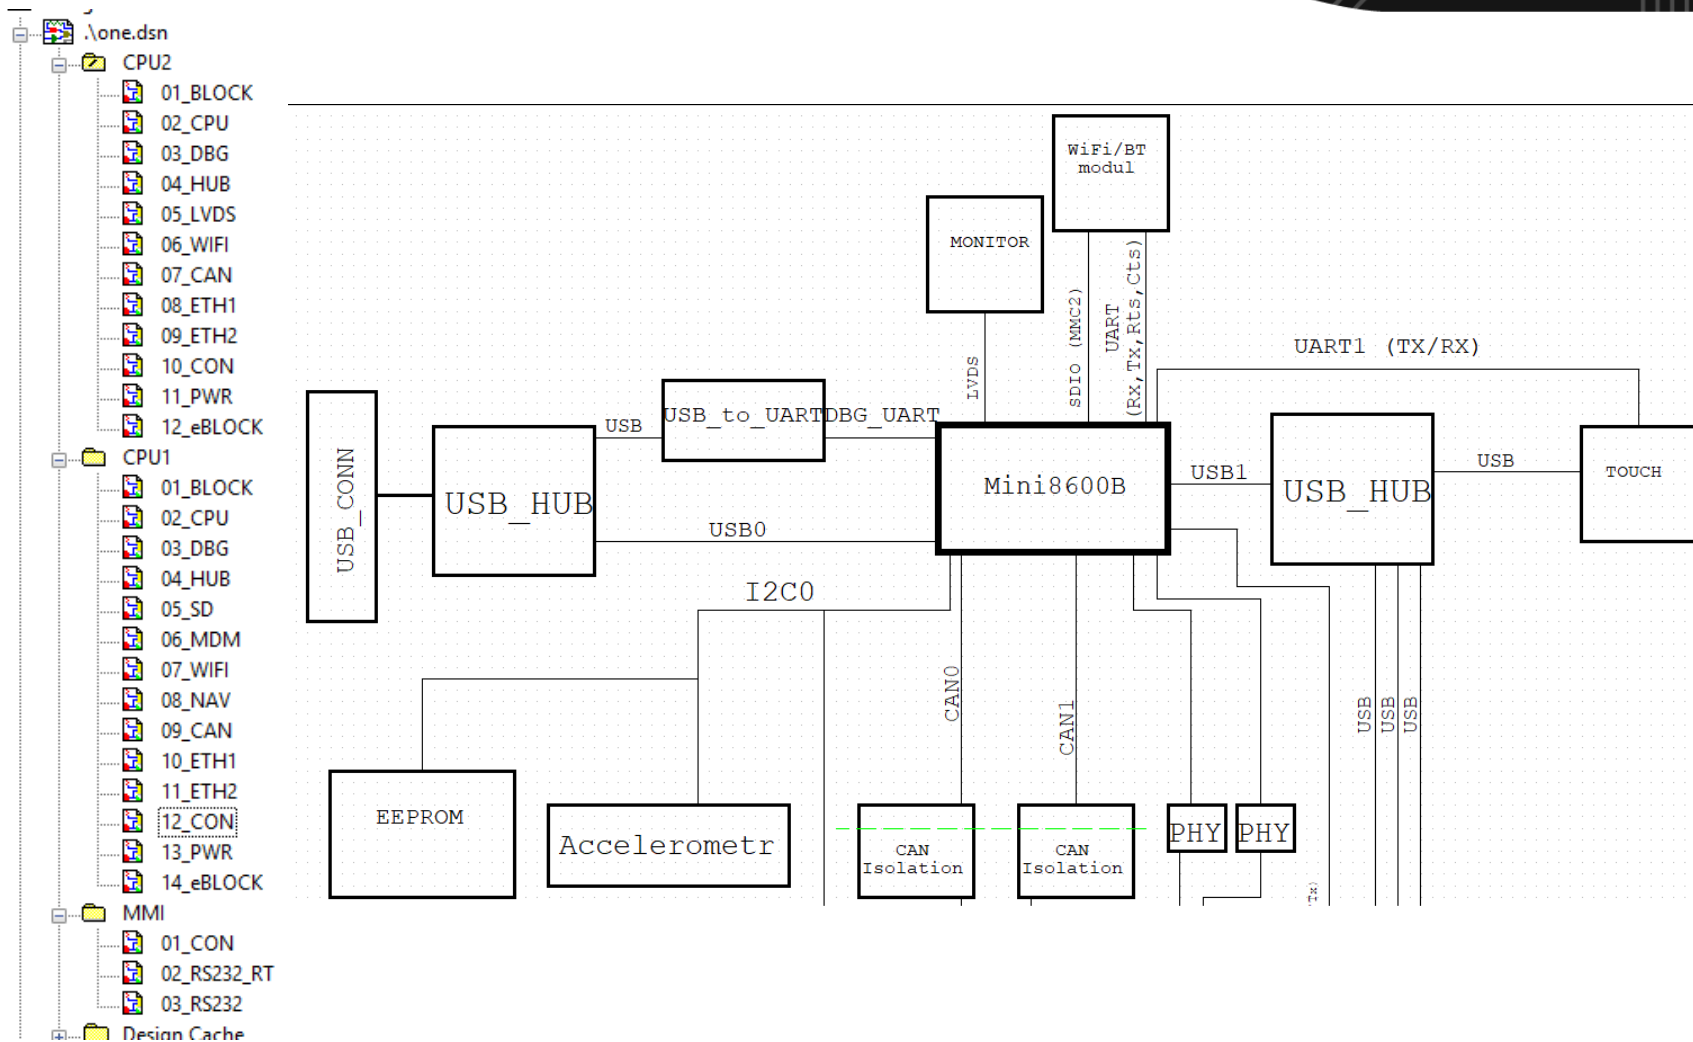 .\one.dsn
CPU2
01_BLOCK
02_CPU
03_DBG
04_HUB
05_LVDS
06_WIFI
07_CAN
08_ETH1
09_ETH2
10_CON
11_PWR
12_eBLOCK
CPU1
01_BLOCK
02_CPU
03_DBG
04_HUB
05_SD
06_MDM
07_WIFI
08_NAV
09_CAN
10_ETH1
11_ETH2
12_CON
13_PWR
14_eBLOCK
MMI
01_CON
02_RS232_RT
03_RS232
Design Cache
WiFi/BT
modul
MONITOR
LVDS
SDIO (MMC2)
UART
(Rx,Tx,Rts,Cts)
UART1 (TX/RX)
USB_CONN
USB_HUB
USB
USB_to_UART
DBG_UART
USB0
Mini8600B
USB1
USB_HUB
USB
TOUCH
I2C0
CAN0
CAN1
USB
USB
USB
EEPROM
Accelerometr
CAN
Isolation
CAN
Isolation
PHY
PHY
Tx)